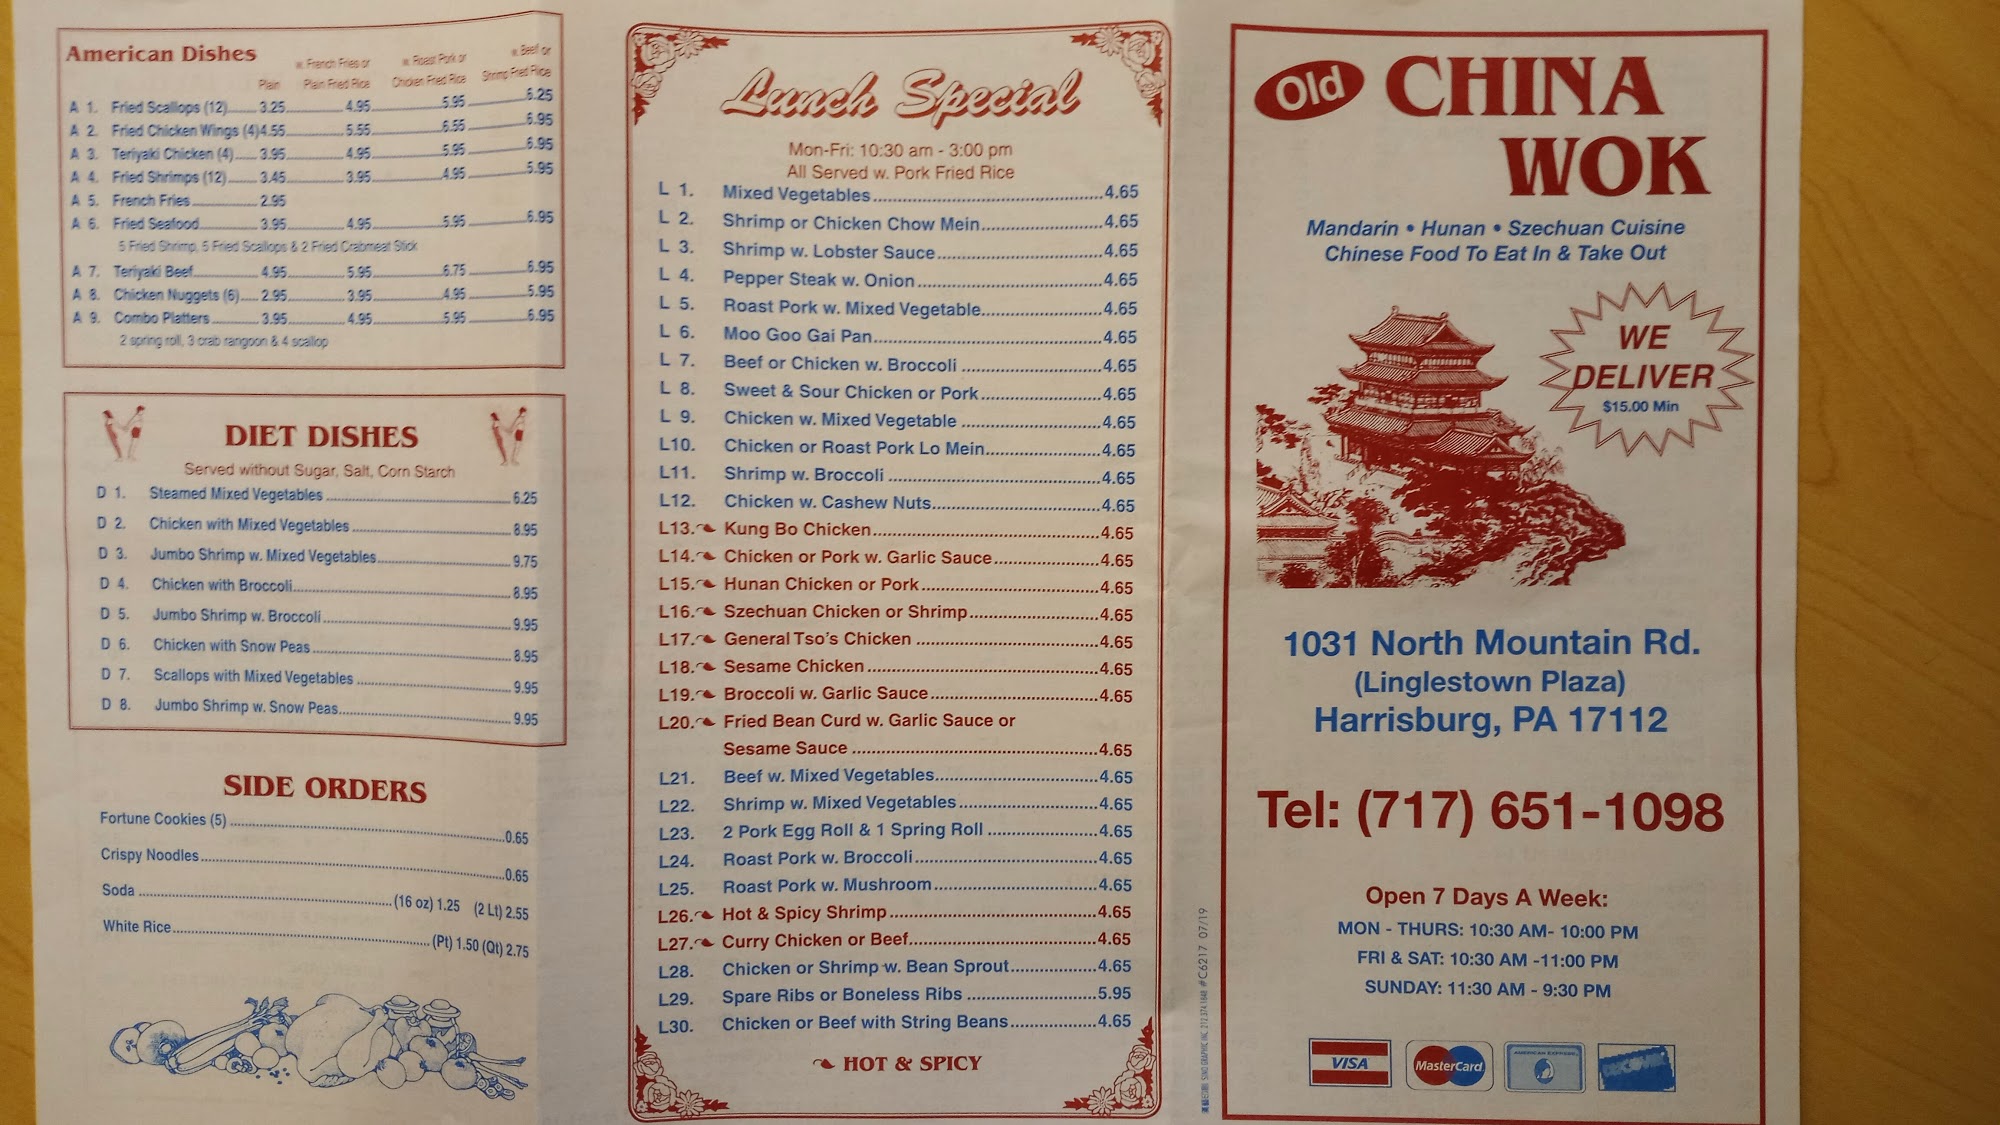 American Dishes
Plain
w. French Fries or
Plain Fried Rice
w. Roast Pork or
Chicken Fried Rice
w. Beef or
Shrimp Fried Rice
A 1. Fried Scallops (12) 3.25 4.95 5.95 6.25
A 2. Fried Chicken Wings (4) 4.55 5.55 6.55 6.95
A 3. Teriyaki Chicken (4) 3.95 4.95 5.95 6.95
A 4. Fried Shrimps (12) 3.45 3.95 4.95 5.95
A 5. French Fries 2.95
A 6. Fried Seafood 3.95 4.95 5.95 6.95
5 Fried Shrimp, 5 Fried Scallops & 2 Fried Crabmeat Stick
A 7. Teriyaki Beef 4.95 5.95 6.75 6.95
A 8. Chicken Nuggets (6) 2.95 3.95 4.95 5.95
A 9. Combo Platters 3.95 4.95 5.95 6.95
2 spring roll, 3 crab rangoon & 4 scallop
DIET DISHES
Served without Sugar, Salt, Corn Starch
D 1. Steamed Mixed Vegetables 6.25
D 2. Chicken with Mixed Vegetables 8.95
D 3. Jumbo Shrimp w. Mixed Vegetables 9.75
D 4. Chicken with Broccoli 8.95
D 5. Jumbo Shrimp w. Broccoli 9.95
D 6. Chicken with Snow Peas 8.95
D 7. Scallops with Mixed Vegetables 9.95
D 8. Jumbo Shrimp w. Snow Peas 9.95
SIDE ORDERS
Fortune Cookies (5) 0.65
Crispy Noodles 0.65
Soda (16 oz) 1.25 (2 Lt) 2.55
White Rice (Pt) 1.50 (Qt) 2.75
Lunch Special
Mon-Fri: 10:30 am - 3:00 pm
All Served w. Pork Fried Rice
L 1. Mixed Vegetables 4.65
L 2. Shrimp or Chicken Chow Mein 4.65
L 3. Shrimp w. Lobster Sauce 4.65
L 4. Pepper Steak w. Onion 4.65
L 5. Roast Pork w. Mixed Vegetable 4.65
L 6. Moo Goo Gai Pan 4.65
L 7. Beef or Chicken w. Broccoli 4.65
L 8. Sweet & Sour Chicken or Pork 4.65
L 9. Chicken w. Mixed Vegetable 4.65
L10. Chicken or Roast Pork Lo Mein 4.65
L11. Shrimp w. Broccoli 4.65
L12. Chicken w. Cashew Nuts 4.65
L13. Kung Bo Chicken 4.65
L14. Chicken or Pork w. Garlic Sauce 4.65
L15. Hunan Chicken or Pork 4.65
L16. Szechuan Chicken or Shrimp 4.65
L17. General Tso's Chicken 4.65
L18. Sesame Chicken 4.65
L19. Broccoli w. Garlic Sauce 4.65
L20. Fried Bean Curd w. Garlic Sauce or
Sesame Sauce 4.65
L21. Beef w. Mixed Vegetables 4.65
L22. Shrimp w. Mixed Vegetables 4.65
L23. 2 Pork Egg Roll & 1 Spring Roll 4.65
L24. Roast Pork w. Broccoli 4.65
L25. Roast Pork w. Mushroom 4.65
L26. Hot & Spicy Shrimp 4.65
L27. Curry Chicken or Beef 4.65
L28. Chicken or Shrimp w. Bean Sprout 4.65
L29. Spare Ribs or Boneless Ribs 5.95
L30. Chicken or Beef with String Beans 4.65
HOT & SPICY
SINO GRAPHIC INC. 212.374.1848 #C6217 07/19
Old CHINA
WOK
Mandarin • Hunan • Szechuan Cuisine
Chinese Food To Eat In & Take Out
WE
DELIVER
$15.00 Min
1031 North Mountain Rd.
(Linglestown Plaza)
Harrisburg, PA 17112
Tel: (717) 651-1098
Open 7 Days A Week:
MON - THURS: 10:30 AM- 10:00 PM
FRI & SAT: 10:30 AM -11:00 PM
SUNDAY: 11:30 AM - 9:30 PM
VISA MasterCard AMERICAN EXPRESS DISCOVER